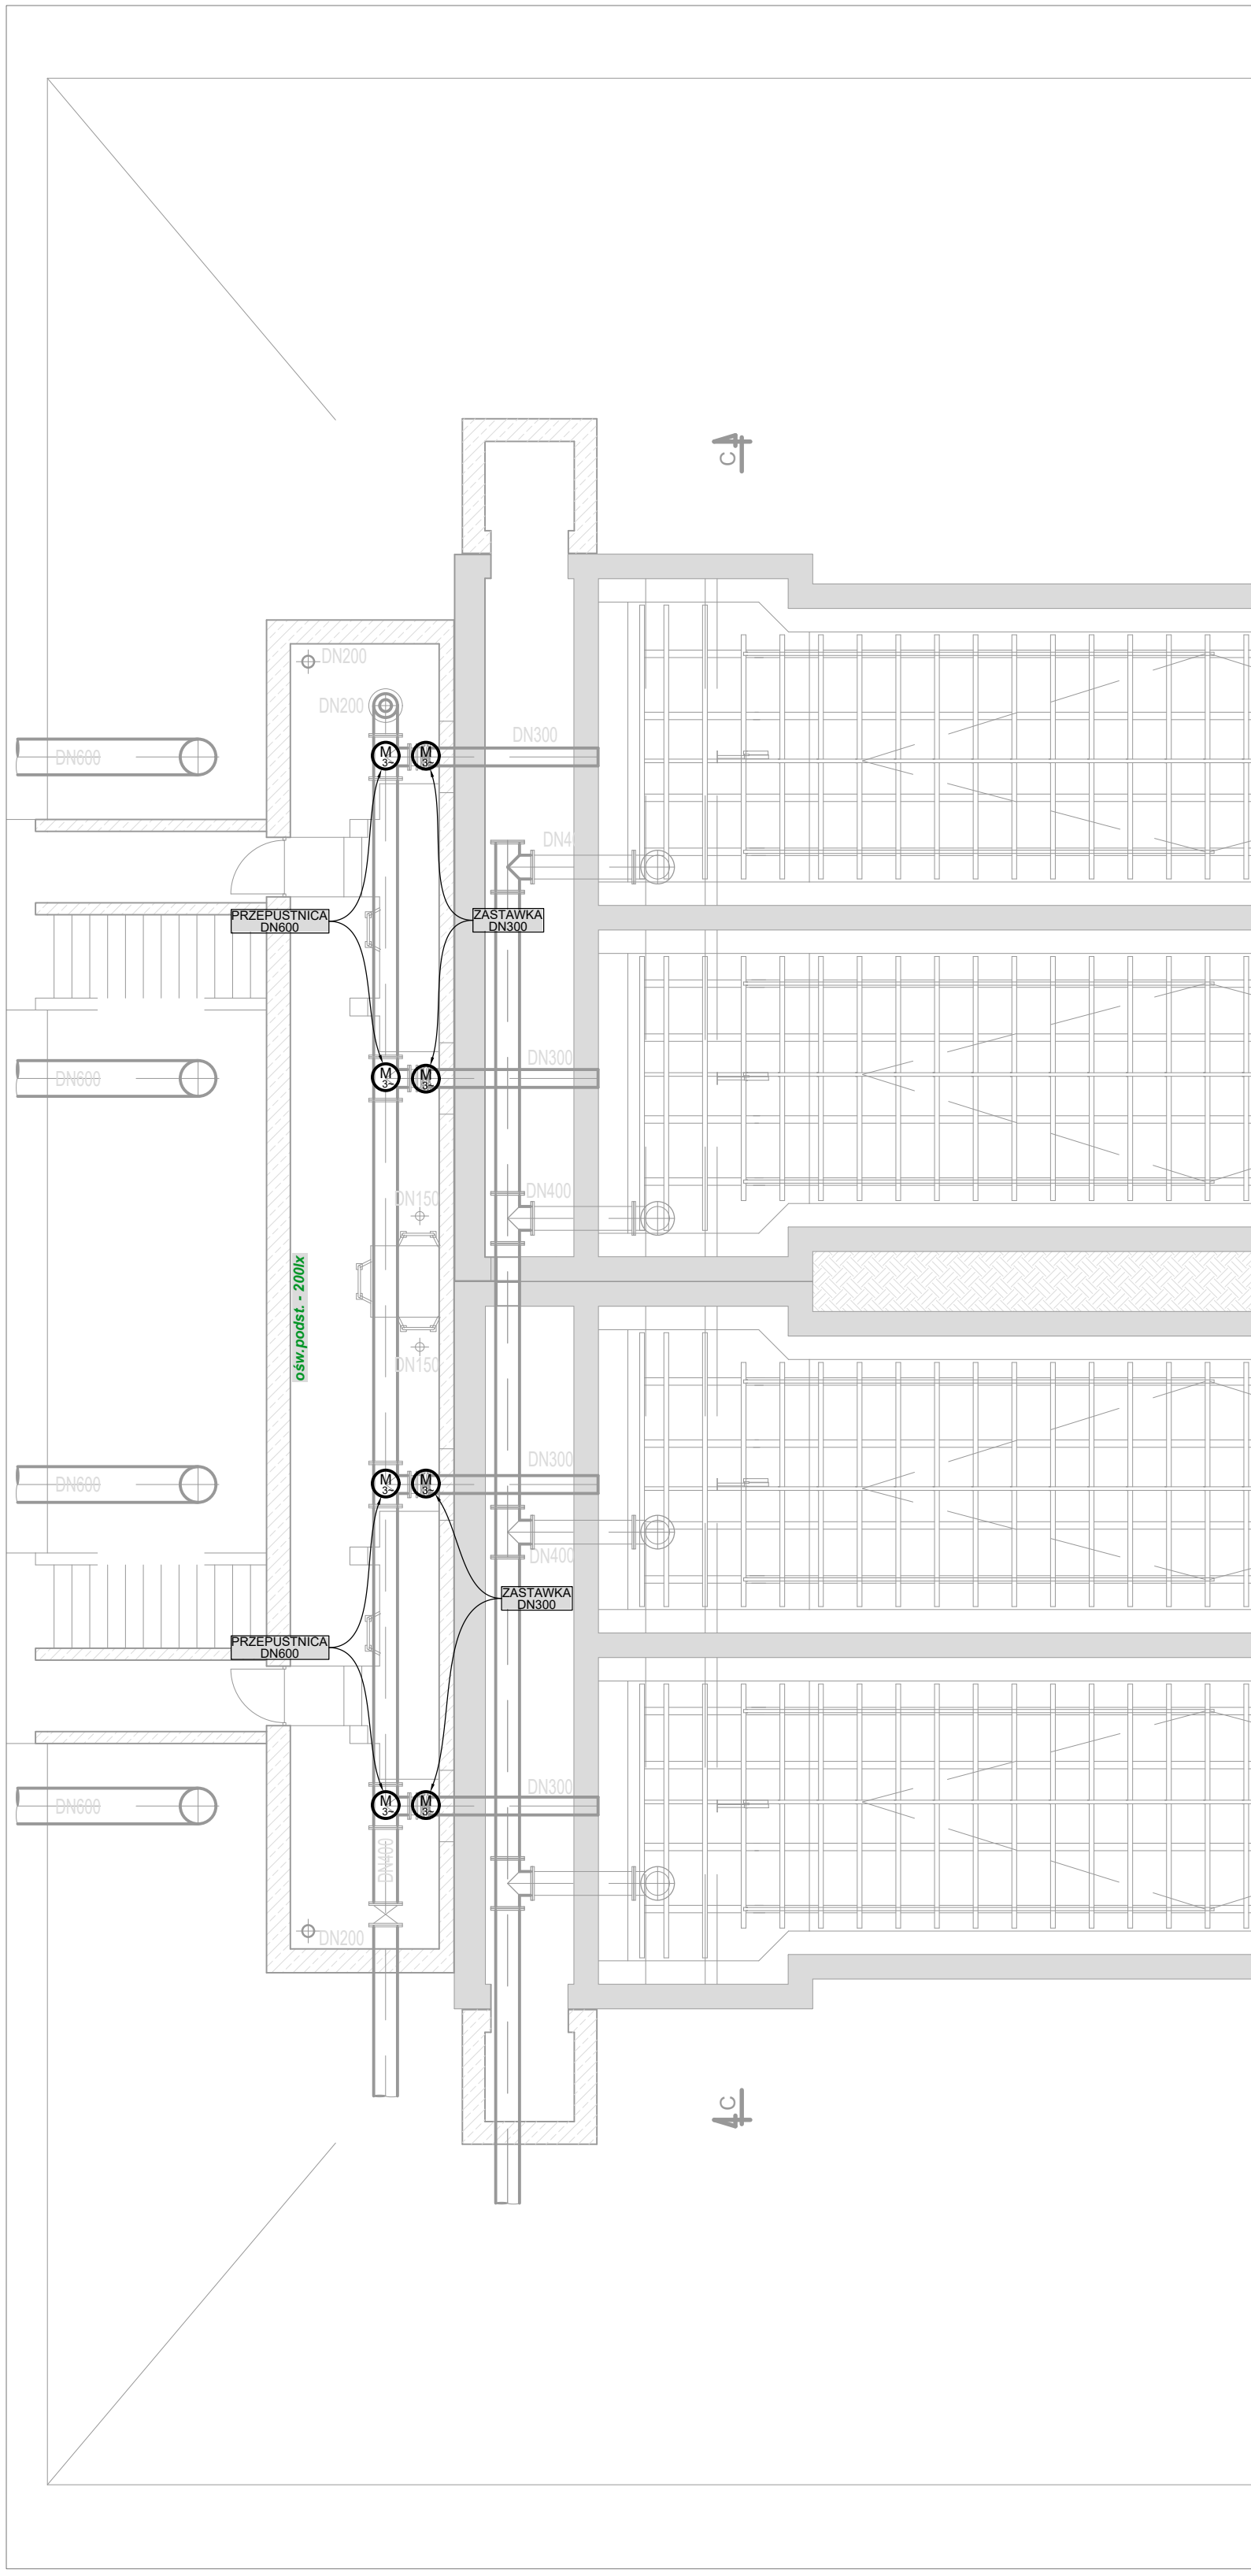 C
DN200
DN200
DN300
DN600
M
3~
M
3~
DN4
PRZEPUSTNICA
DN600
ZASTAWKA
DN300
DN300
DN600
M
3~
M
3~
DN400
DN150
ośw.podst. - 200lx
DN150
DN300
DN600
M
3~
M
3~
DN400
ZASTAWKA
DN300
PRZEPUSTNICA
DN600
DN300
DN600
M
3~
M
3~
DN400
DN200
C